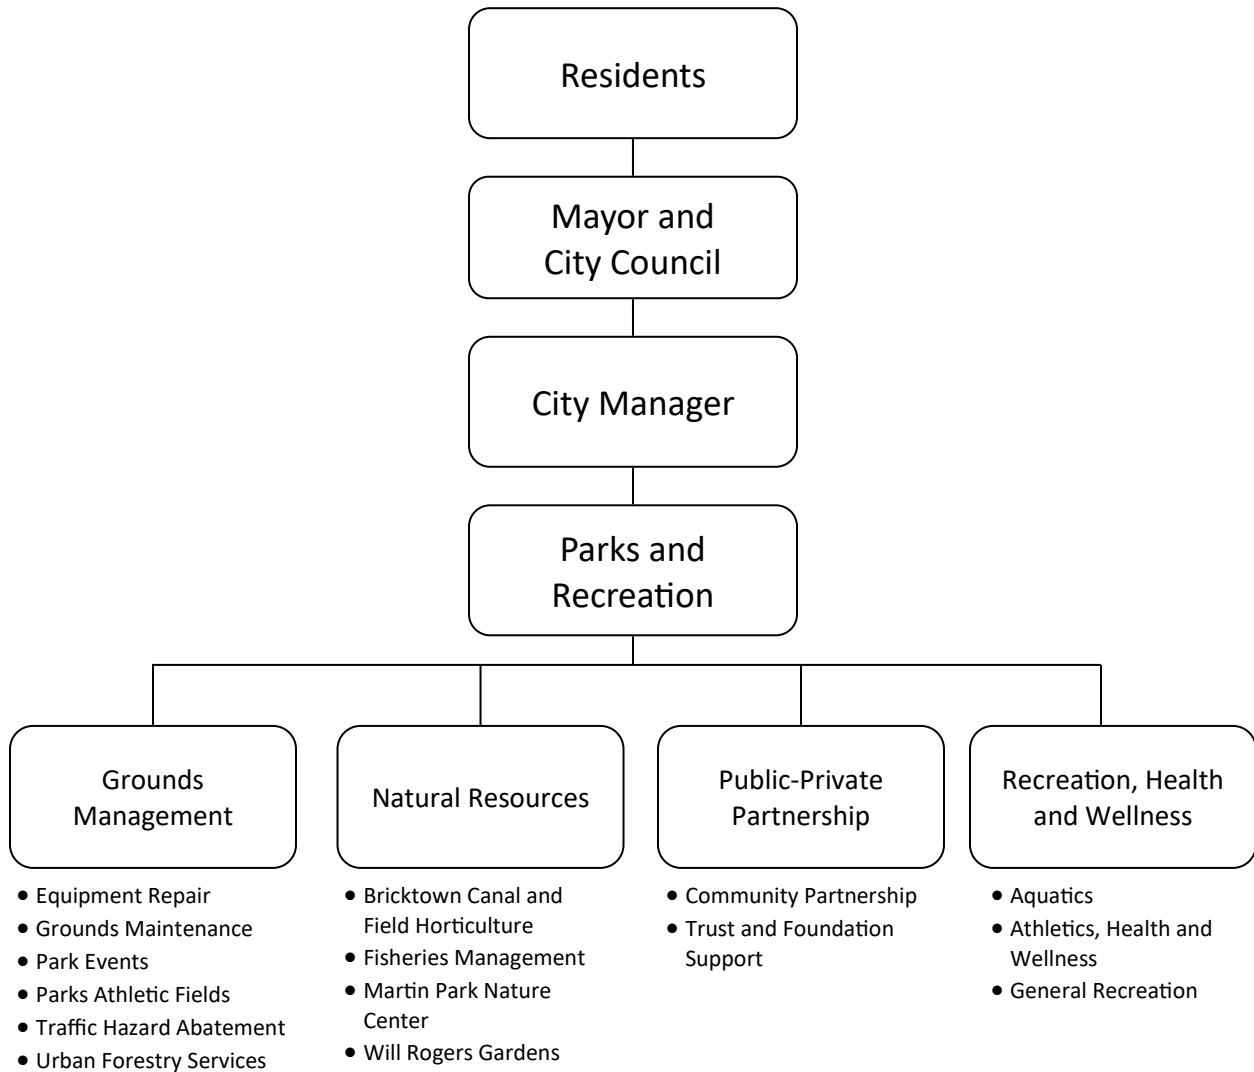 Residents
Mayor and
City Council
City Manager
Parks and
Recreation
Grounds
Management
• Equipment Repair
• Grounds Maintenance
• Park Events
• Parks Athletic Fields
• Traffic Hazard Abatement
• Urban Forestry Services
Natural Resources
• Bricktown Canal and
Field Horticulture
• Fisheries Management
• Martin Park Nature
Center
• Will Rogers Gardens
Public-Private
Partnership
• Community Partnership
• Trust and Foundation
Support
Recreation, Health
and Wellness
• Aquatics
• Athletics, Health and
Wellness
• General Recreation